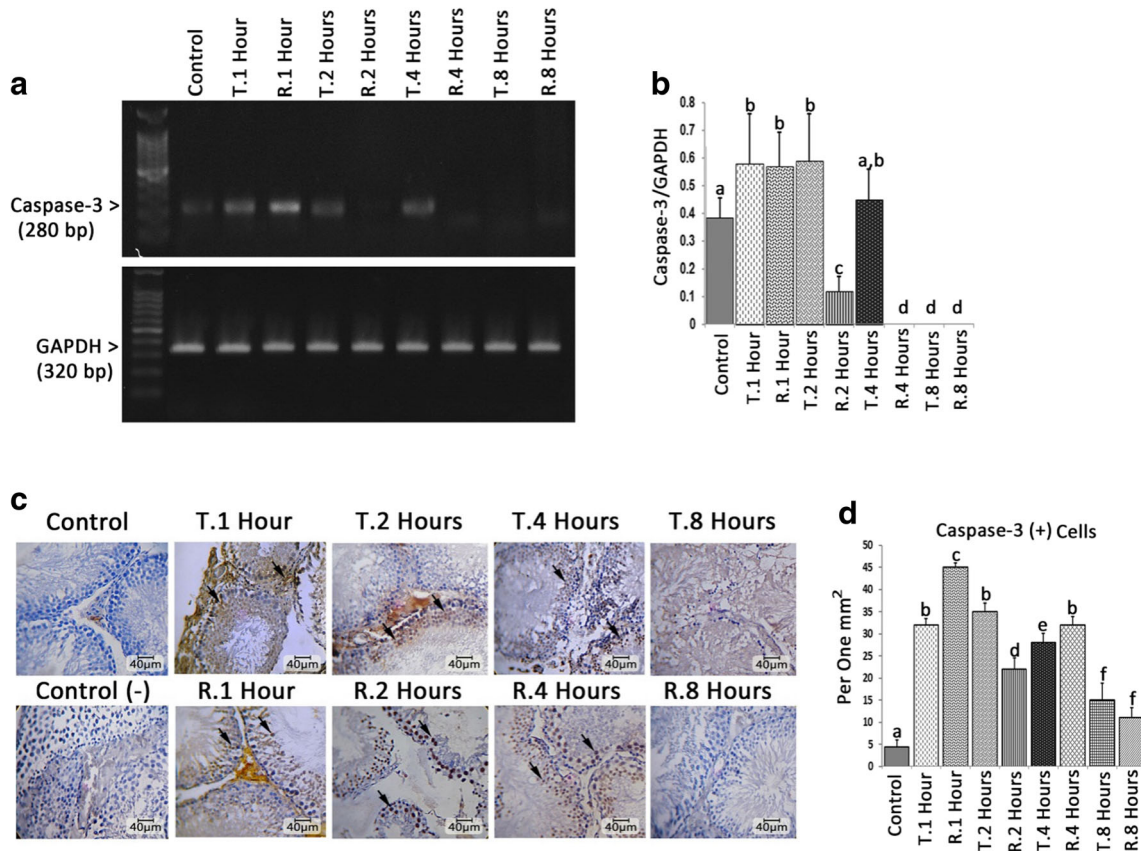 a
Control
T.1 Hour
R.1 Hour
T.2 Hours
R.2 Hours
T.4 Hours
R.4 Hours
T.8 Hours
R.8 Hours
Caspase-3 >
(280 bp)
GAPDH >
(320 bp)
b
Caspase-3/GAPDH
0.8
0.7
0.6
0.5
0.4
0.3
0.2
0.1
0
a
b
b
b
c
a,b
d
d
d
Control
T.1 Hour
R.1 Hour
T.2 Hours
R.2 Hours
T.4 Hours
R.4 Hours
T.8 Hours
R.8 Hours
c
Control
T.1 Hour
T.2 Hours
T.4 Hours
T.8 Hours
40µm
40µm
40µm
40µm
40µm
Control (-)
R.1 Hour
R.2 Hours
R.4 Hours
R.8 Hours
40µm
40µm
40µm
40µm
40µm
d
Caspase-3 (+) Cells
Per One mm²
50
45
40
35
30
25
20
15
10
5
0
a
b
c
b
d
e
b
f
f
Control
T.1 Hour
R.1 Hour
T.2 Hours
R.2 Hours
T.4 Hours
R.4 Hours
T.8 Hours
R.8 Hours